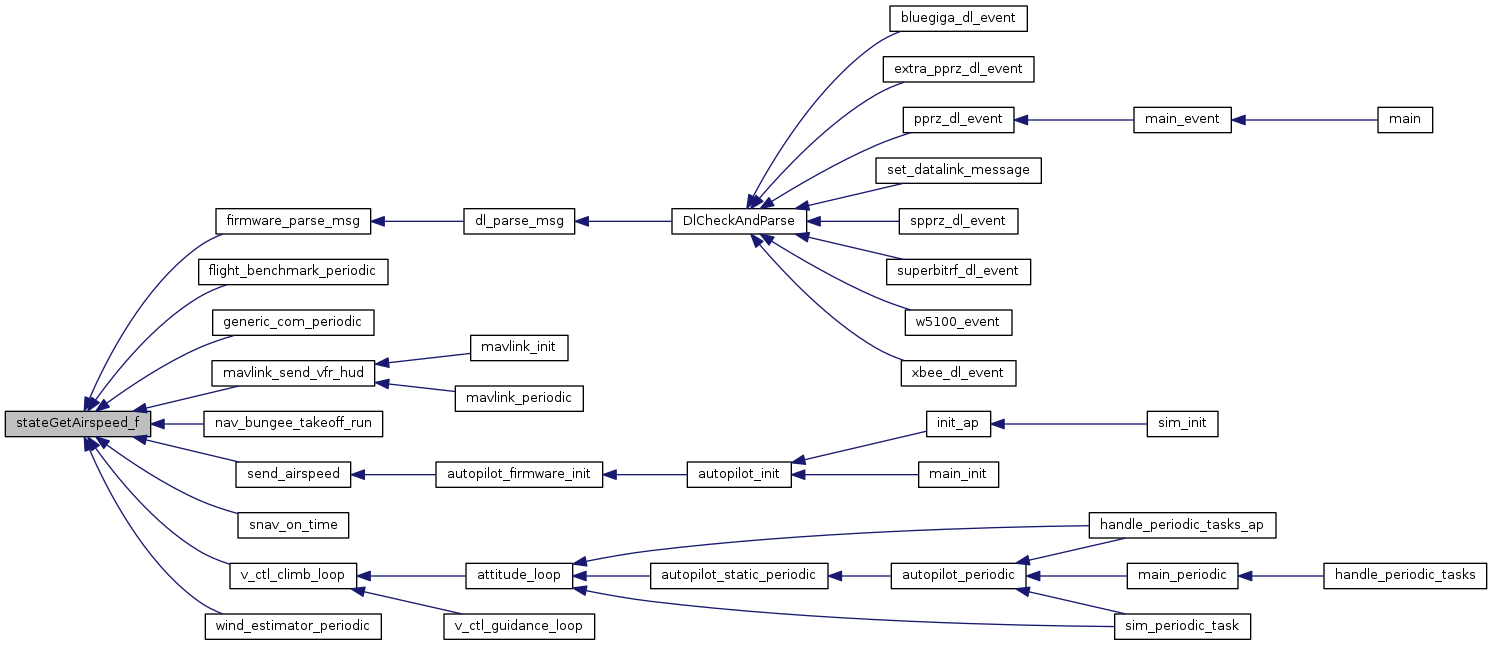 bluegiga_dl_event
extra_pprz_dl_event
pprz_dl_event main_event main
set_datalink_message
firmware_parse_msg dl_parse_msg DlCheckAndParse spprz_dl_event
flight_benchmark_periodic superbitrf_dl_event
generic_com_periodic w5100_event
mavlink_init
mavlink_send_vfr_hud xbee_dl_event
mavlink_periodic
stateGetAirspeed_f nav_bungee_takeoff_run init_ap sim_init
send_airspeed autopilot_firmware_init autopilot_init main_init
snav_on_time handle_periodic_tasks_ap
v_ctl_climb_loop attitude_loop autopilot_static_periodic autopilot_periodic main_periodic handle_periodic_tasks
wind_estimator_periodic v_ctl_guidance_loop sim_periodic_task